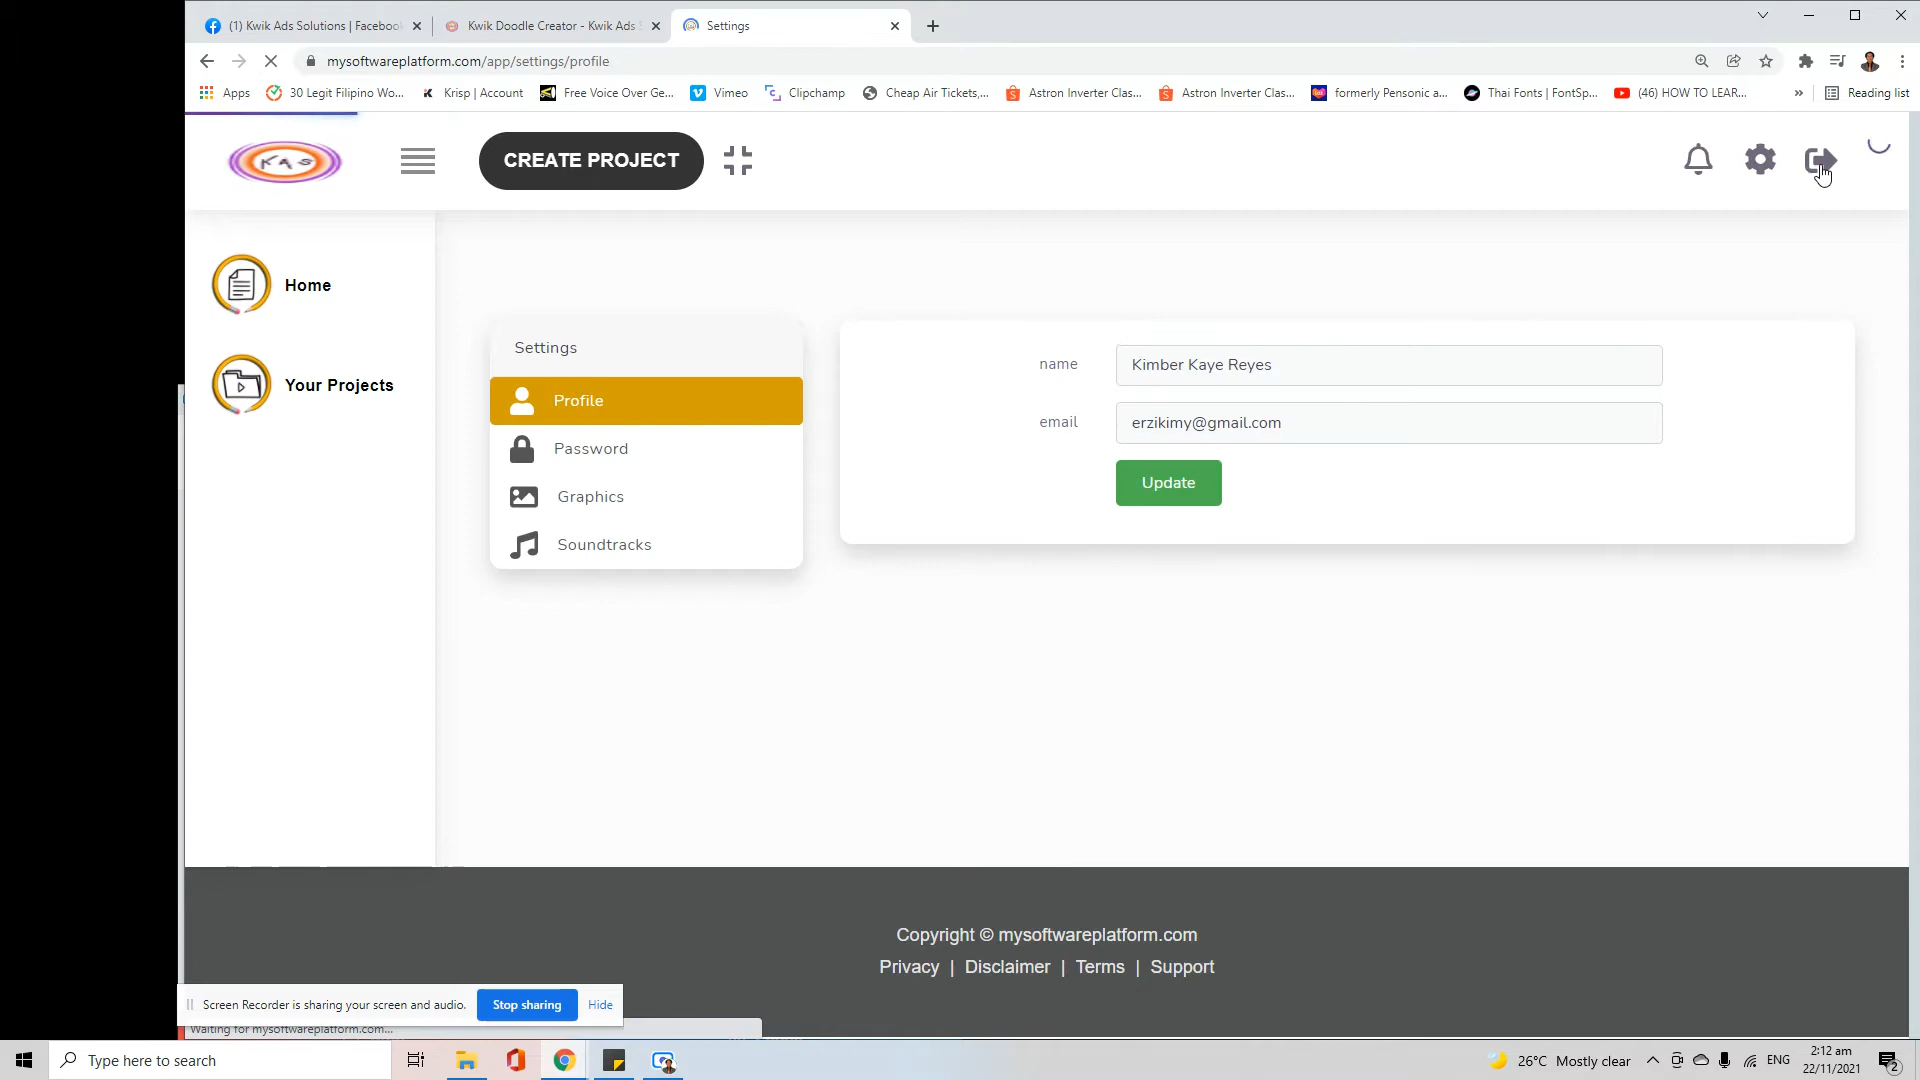 (1) Kwik Ads Solutions | Facebook
Kwik Doodle Creator - Kwik Ads S
Settings
mysoftwareplatform.com/app/settings/profile
Apps
30 Legit Filipino Wo...
Krisp | Account
Free Voice Over Ge...
Vimeo
Clipchamp
Cheap Air Tickets,...
Astron Inverter Clas...
Astron Inverter Clas...
formerly Pensonic a...
Thai Fonts | FontSp...
(46) HOW TO LEAR...
»
Reading list
KAS
CREATE PROJECT
Home
Your Projects
Settings
Profile
Password
Graphics
Soundtracks
name
Kimber Kaye Reyes
email
erzikimy@gmail.com
Update
Copyright © mysoftwareplatform.com
Privacy | Disclaimer | Terms | Support
Screen Recorder is sharing your screen and audio.
Stop sharing
Hide
Waiting for mysoftwareplatform.com...
Type here to search
26°C Mostly clear
ENG
2:12 am
22/11/2021
2